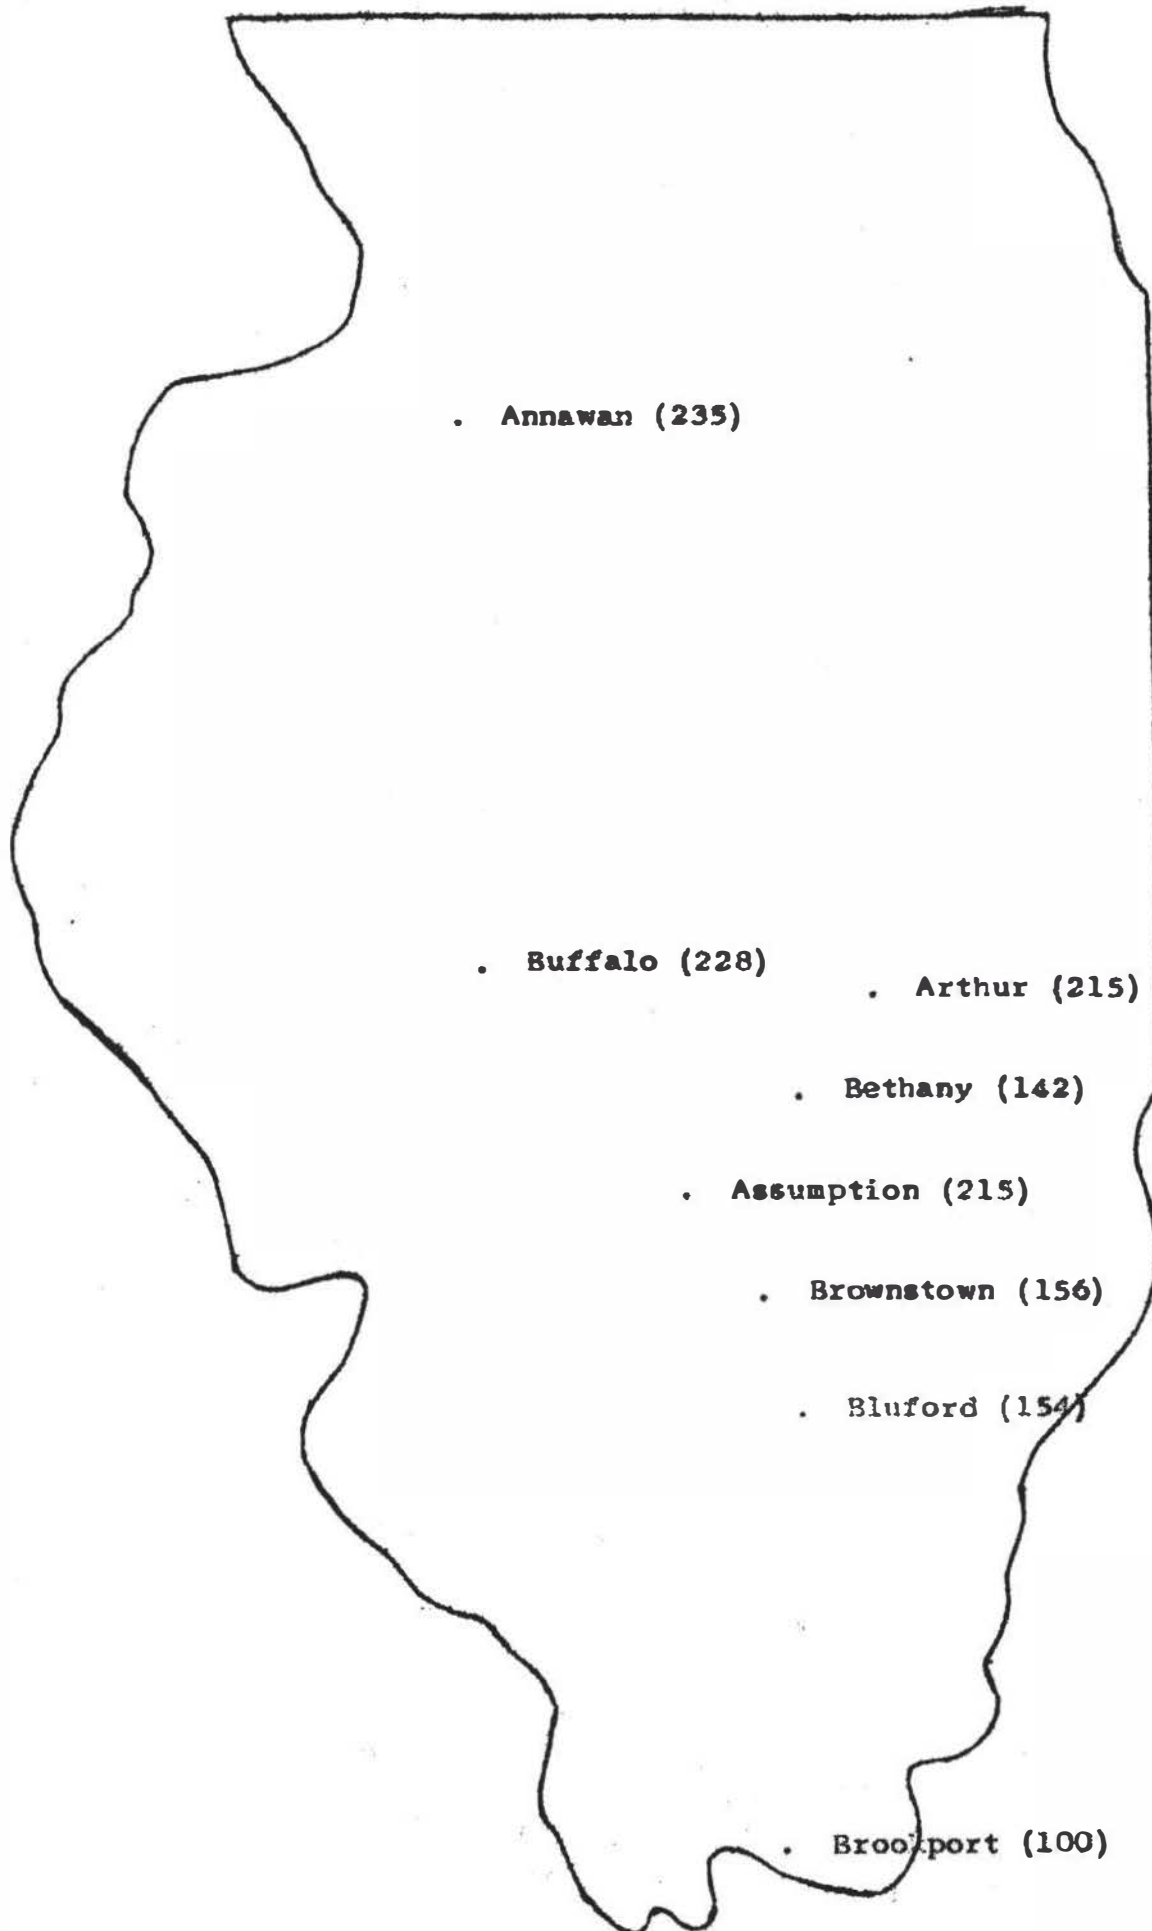 Annawan (235)
Buffalo (228)
Arthur (215)
Bethany (142)
Assumption (215)
Brownstown (156)
Bluford (154)
Brookport (100)